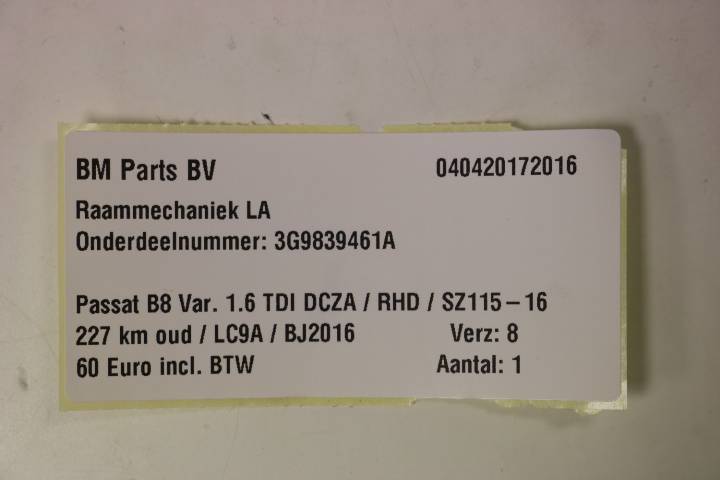 BM Parts BV 040420172016
Raammechaniek LA
Onderdeelnummer: 3G9839461A
Passat B8 Var. 1.6 TDI DCZA / RHD / SZ115 – 16
227 km oud / LC9A / BJ2016 Verz: 8
60 Euro incl. BTW Aantal: 1